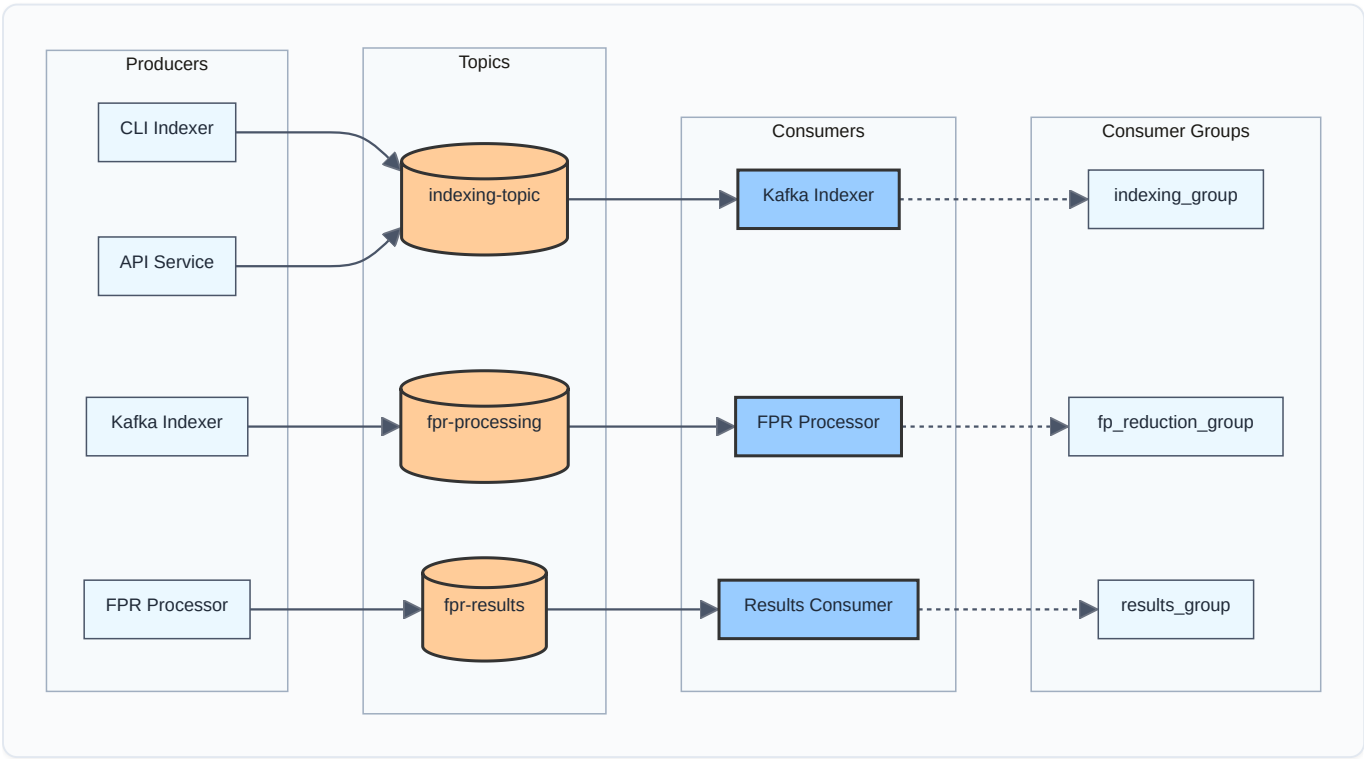 Producers
CLI Indexer
API Service
Kafka Indexer
FPR Processor
Topics
indexing-topic
fpr-processing
fpr-results
Consumers
Kafka Indexer
FPR Processor
Results Consumer
Consumer Groups
indexing_group
fp_reduction_group
results_group